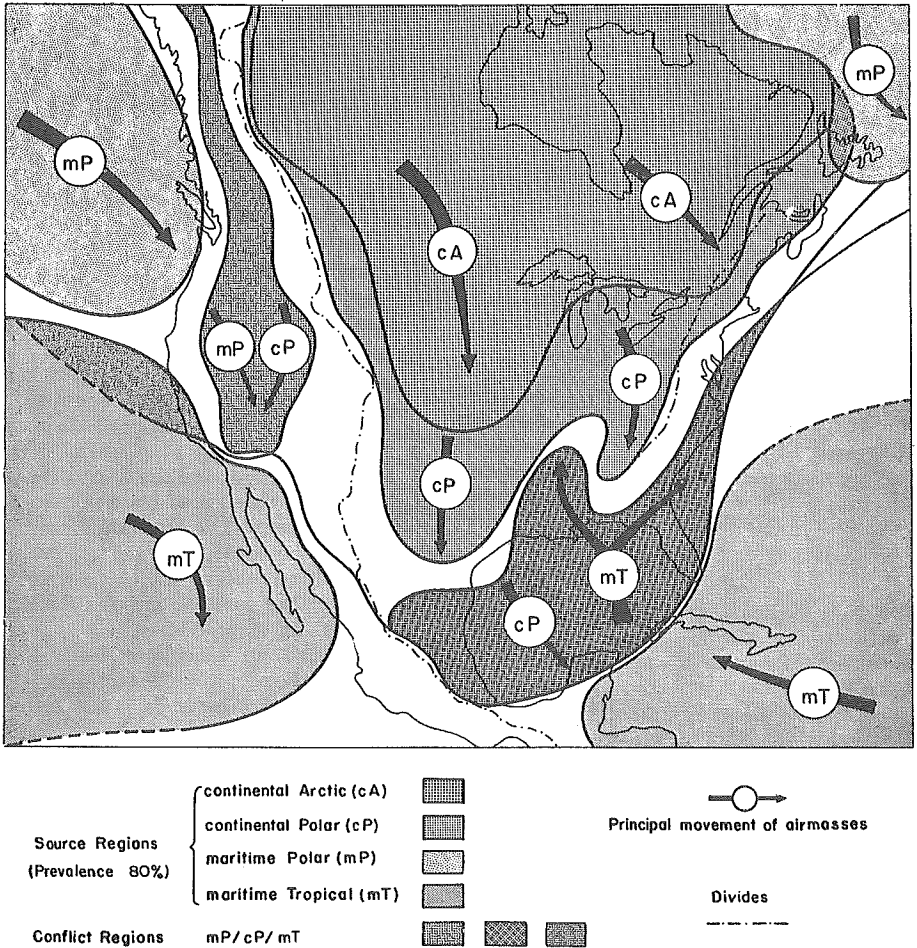 mP
mP
cA
cA
mP
cP
cP
cP
mT
mT
cP
mT
continental Arctic (cA)
continental Polar (cP)
Source Regions
(Prevalence 80%)
maritime Polar (mP)
maritime Tropical (mT)
Conflict Regions mP/cP/mT
Principal movement of airmasses
Divides